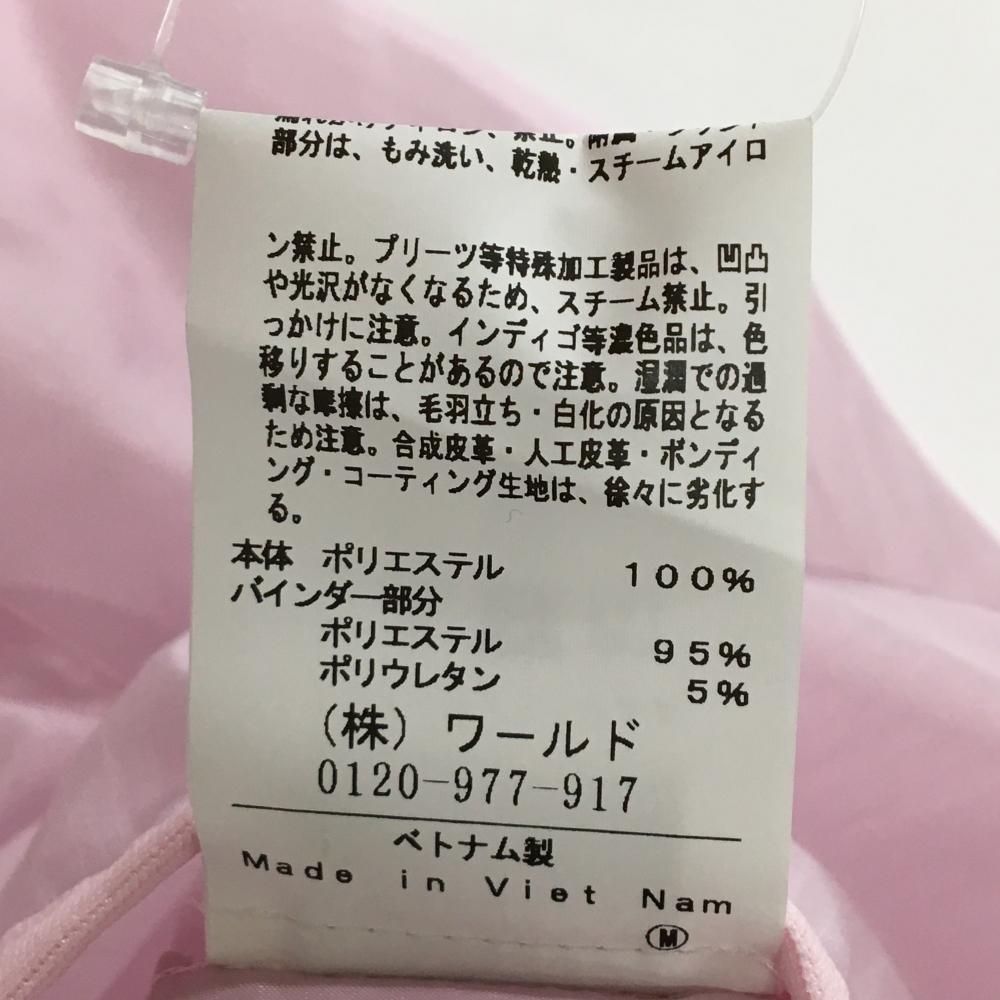 禁止。附属・プリント
部分は、もみ洗い、乾熱・スチームアイロ
ン禁止。プリーツ等特殊加工製品は、凹凸
や光沢がなくなるため、スチーム禁止。引
っかけに注意。インディゴ等濃色品は、色
移りすることがあるので注意。湿潤での過
剰な摩擦は、毛羽立ち・白化の原因となる
ため注意。合成皮革・人工皮革・ボンディ
ング・コーティング生地は、徐々に劣化す
る。
本体 ポリエステル 100%
バインダー部分
ポリエステル 95%
ポリウレタン 5%
(株) ワールド
0120-977-917
ベトナム製
Made in Viet Nam
M